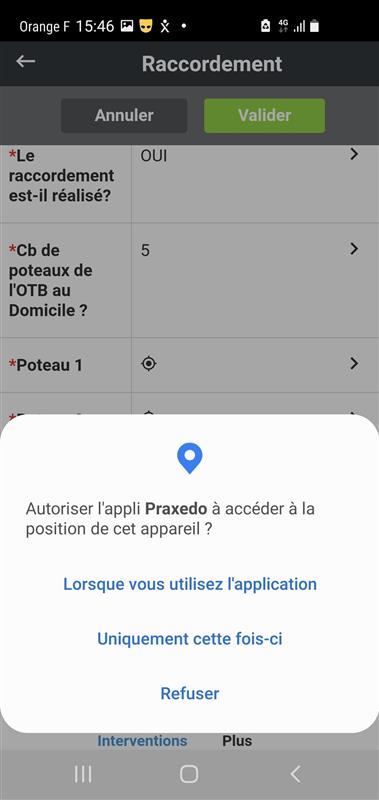 Orange F 15:46
4G
Raccordement
Annuler
Valider
*Le
raccordement
est-il réalisé?
OUI
*Cb de
poteaux de
l'OTB au
Domicile ?
5
*Poteau 1
Autoriser l'appli Praxedo à accéder à la
position de cet appareil ?
Lorsque vous utilisez l'application
Uniquement cette fois-ci
Refuser
Interventions
Plus